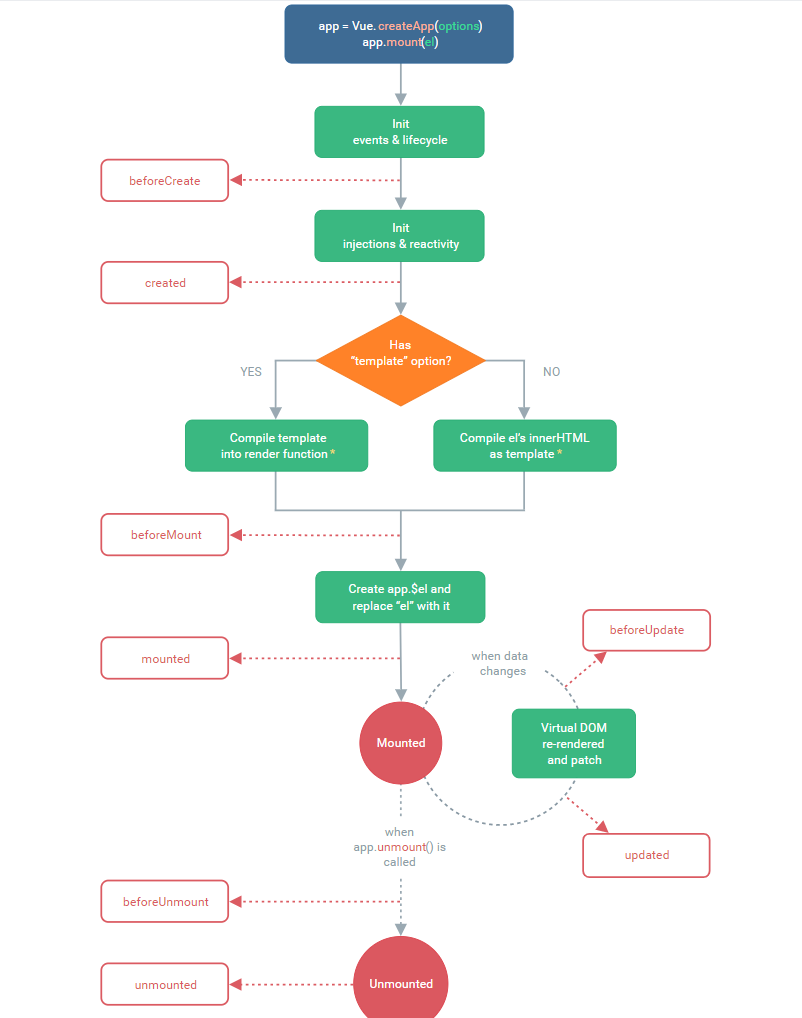 app = Vue.createApp(options)
app.mount(el)
Init
events & lifecycle
beforeCreate
Init
injections & reactivity
created
Has
“template” option?
YES
NO
Compile template
into render function *
Compile el’s innerHTML
as template *
beforeMount
Create app.$el and
replace “el” with it
beforeUpdate
mounted
when data
changes
Mounted
Virtual DOM
re-rendered
and patch
when
app.unmount() is
called
updated
beforeUnmount
Unmounted
unmounted